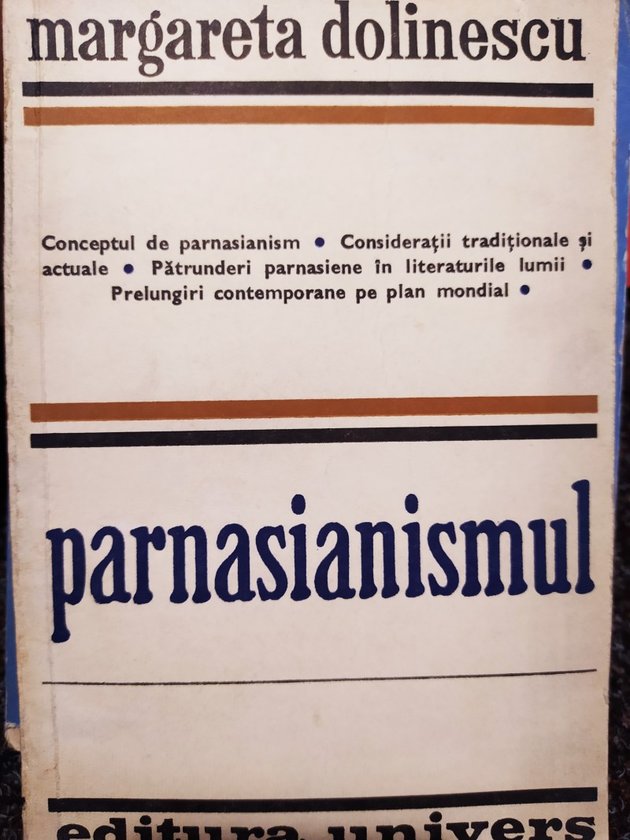 margareta dolinescu
Conceptul de parnasianism • Considerații tradiționale și
actuale • Pătrunderi parnasiene în literaturile lumii •
Prelungiri contemporane pe plan mondial •
parnasianismul
editura univers